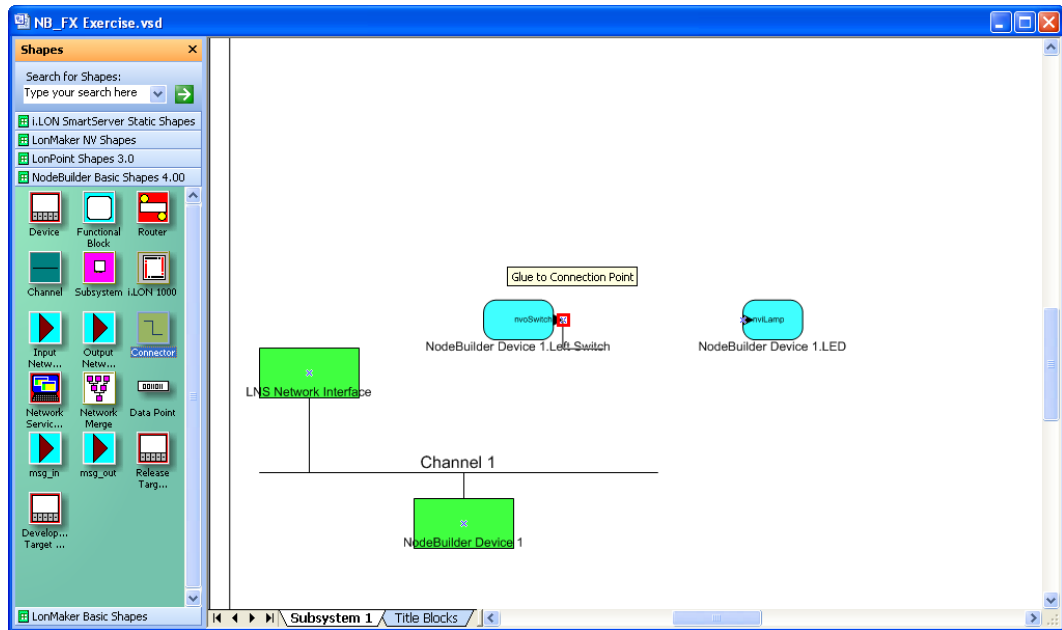 NB_FX Exercise.vsd
Shapes
Search for Shapes:
Type your search here
i.LON SmartServer Static Shapes
LonMaker NV Shapes
LonPoint Shapes 3.0
NodeBuilder Basic Shapes 4.00
Device
Functional
Block
Router
Channel
Subsystem
i.LON 1000
Input
Netw...
Output
Netw...
Connector
Network
Servic...
Network
Merge
Data Point
msg_in
msg_out
Release
Targ...
Develop...
Target ...
LonMaker Basic Shapes
Glue to Connection Point
nvoSwitch
NodeBuilder Device 1.Left Switch
nviLamp
NodeBuilder Device 1.LED
LNS Network Interface
Channel 1
NodeBuilder Device 1
Subsystem 1
Title Blocks